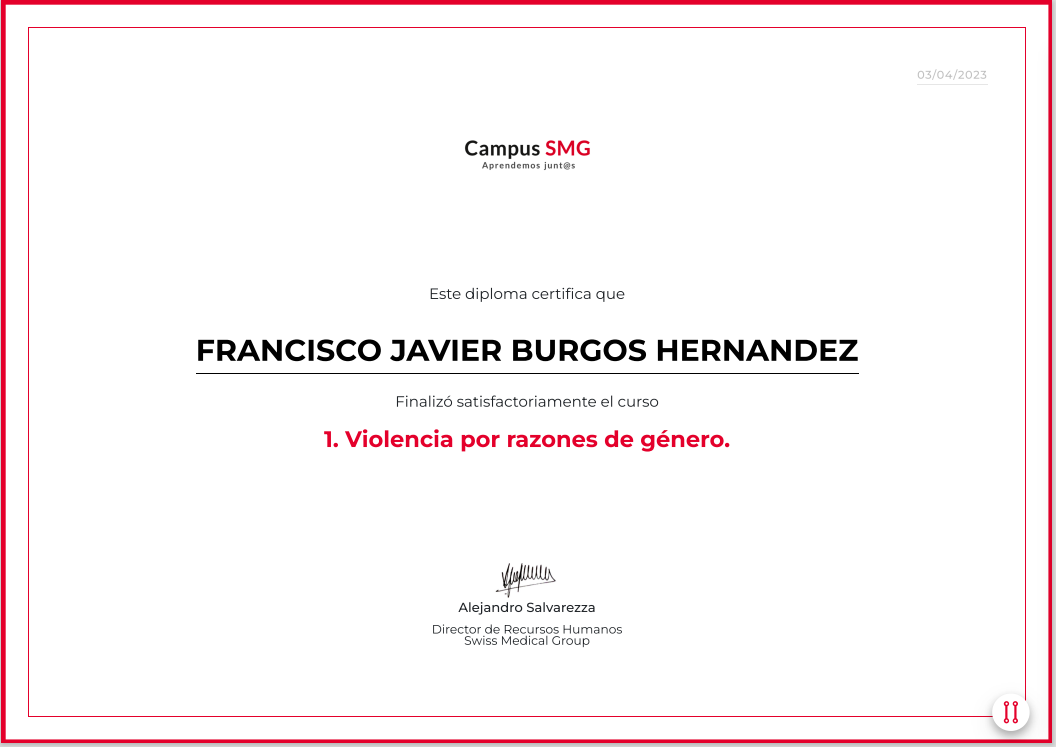 03/04/2023
Campus SMG
Aprendemos junt@s
Este diploma certifica que
FRANCISCO JAVIER BURGOS HERNANDEZ
Finalizó satisfactoriamente el curso
1. Violencia por razones de género.
Alejandro Salvarezza
Director de Recursos Humanos
Swiss Medical Group